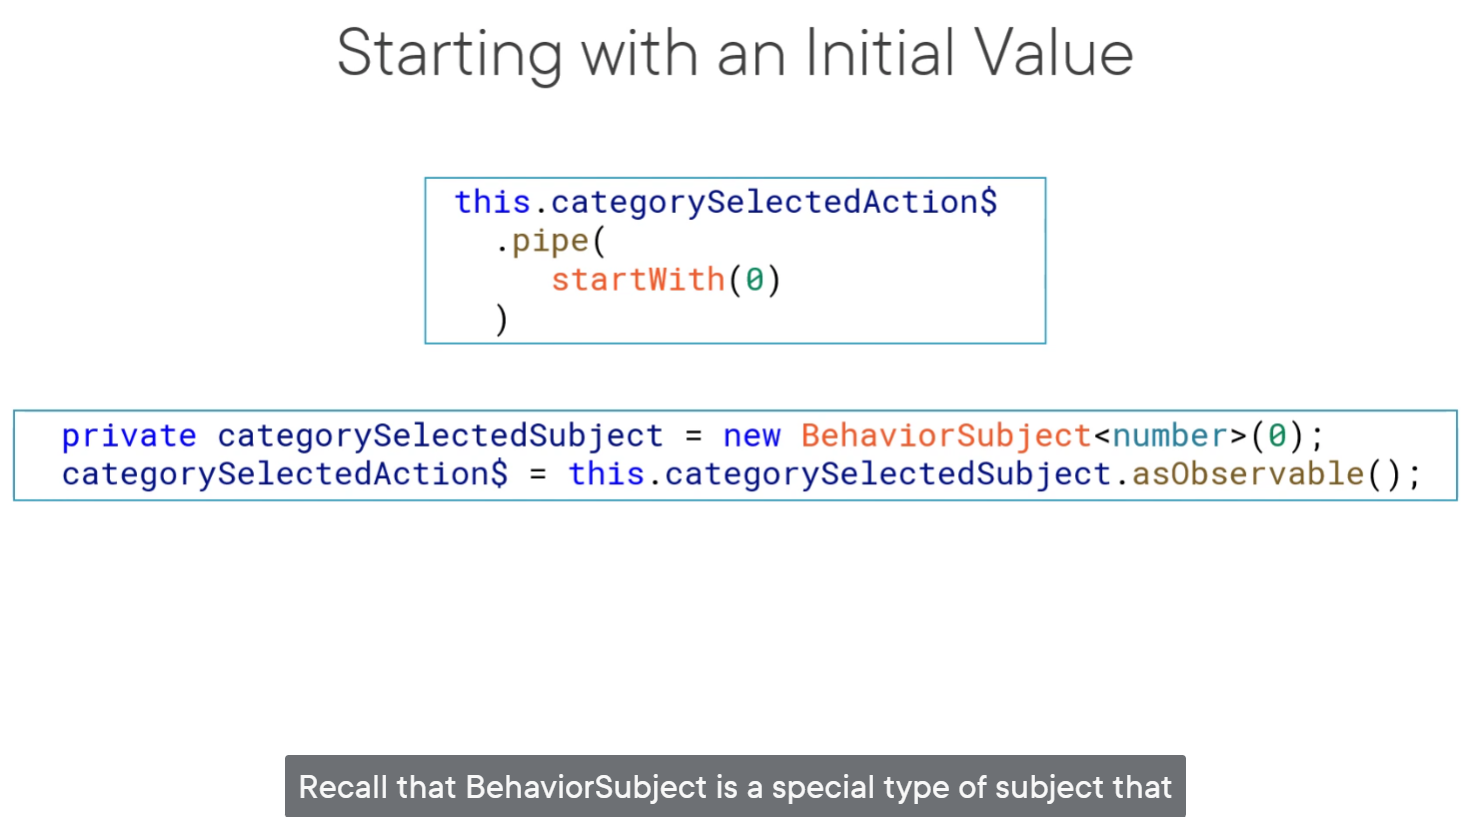 Starting with an Initial Value
this.categorySelectedAction$
.pipe(
startWith(0)
)
private categorySelectedSubject = new BehaviorSubject<number>(0);
categorySelectedAction$ = this.categorySelectedSubject.asObservable();
Recall that BehaviorSubject is a special type of subject that